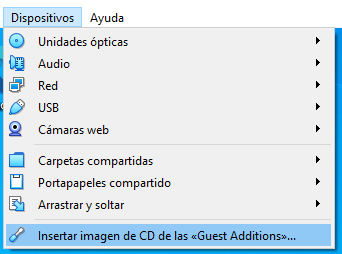 Dispositivos Ayuda
Unidades ópticas
Audio
Red
USB
Cámaras web
Carpetas compartidas
Portapapeles compartido
Arrastrar y soltar
Insertar imagen de CD de las «Guest Additions»...